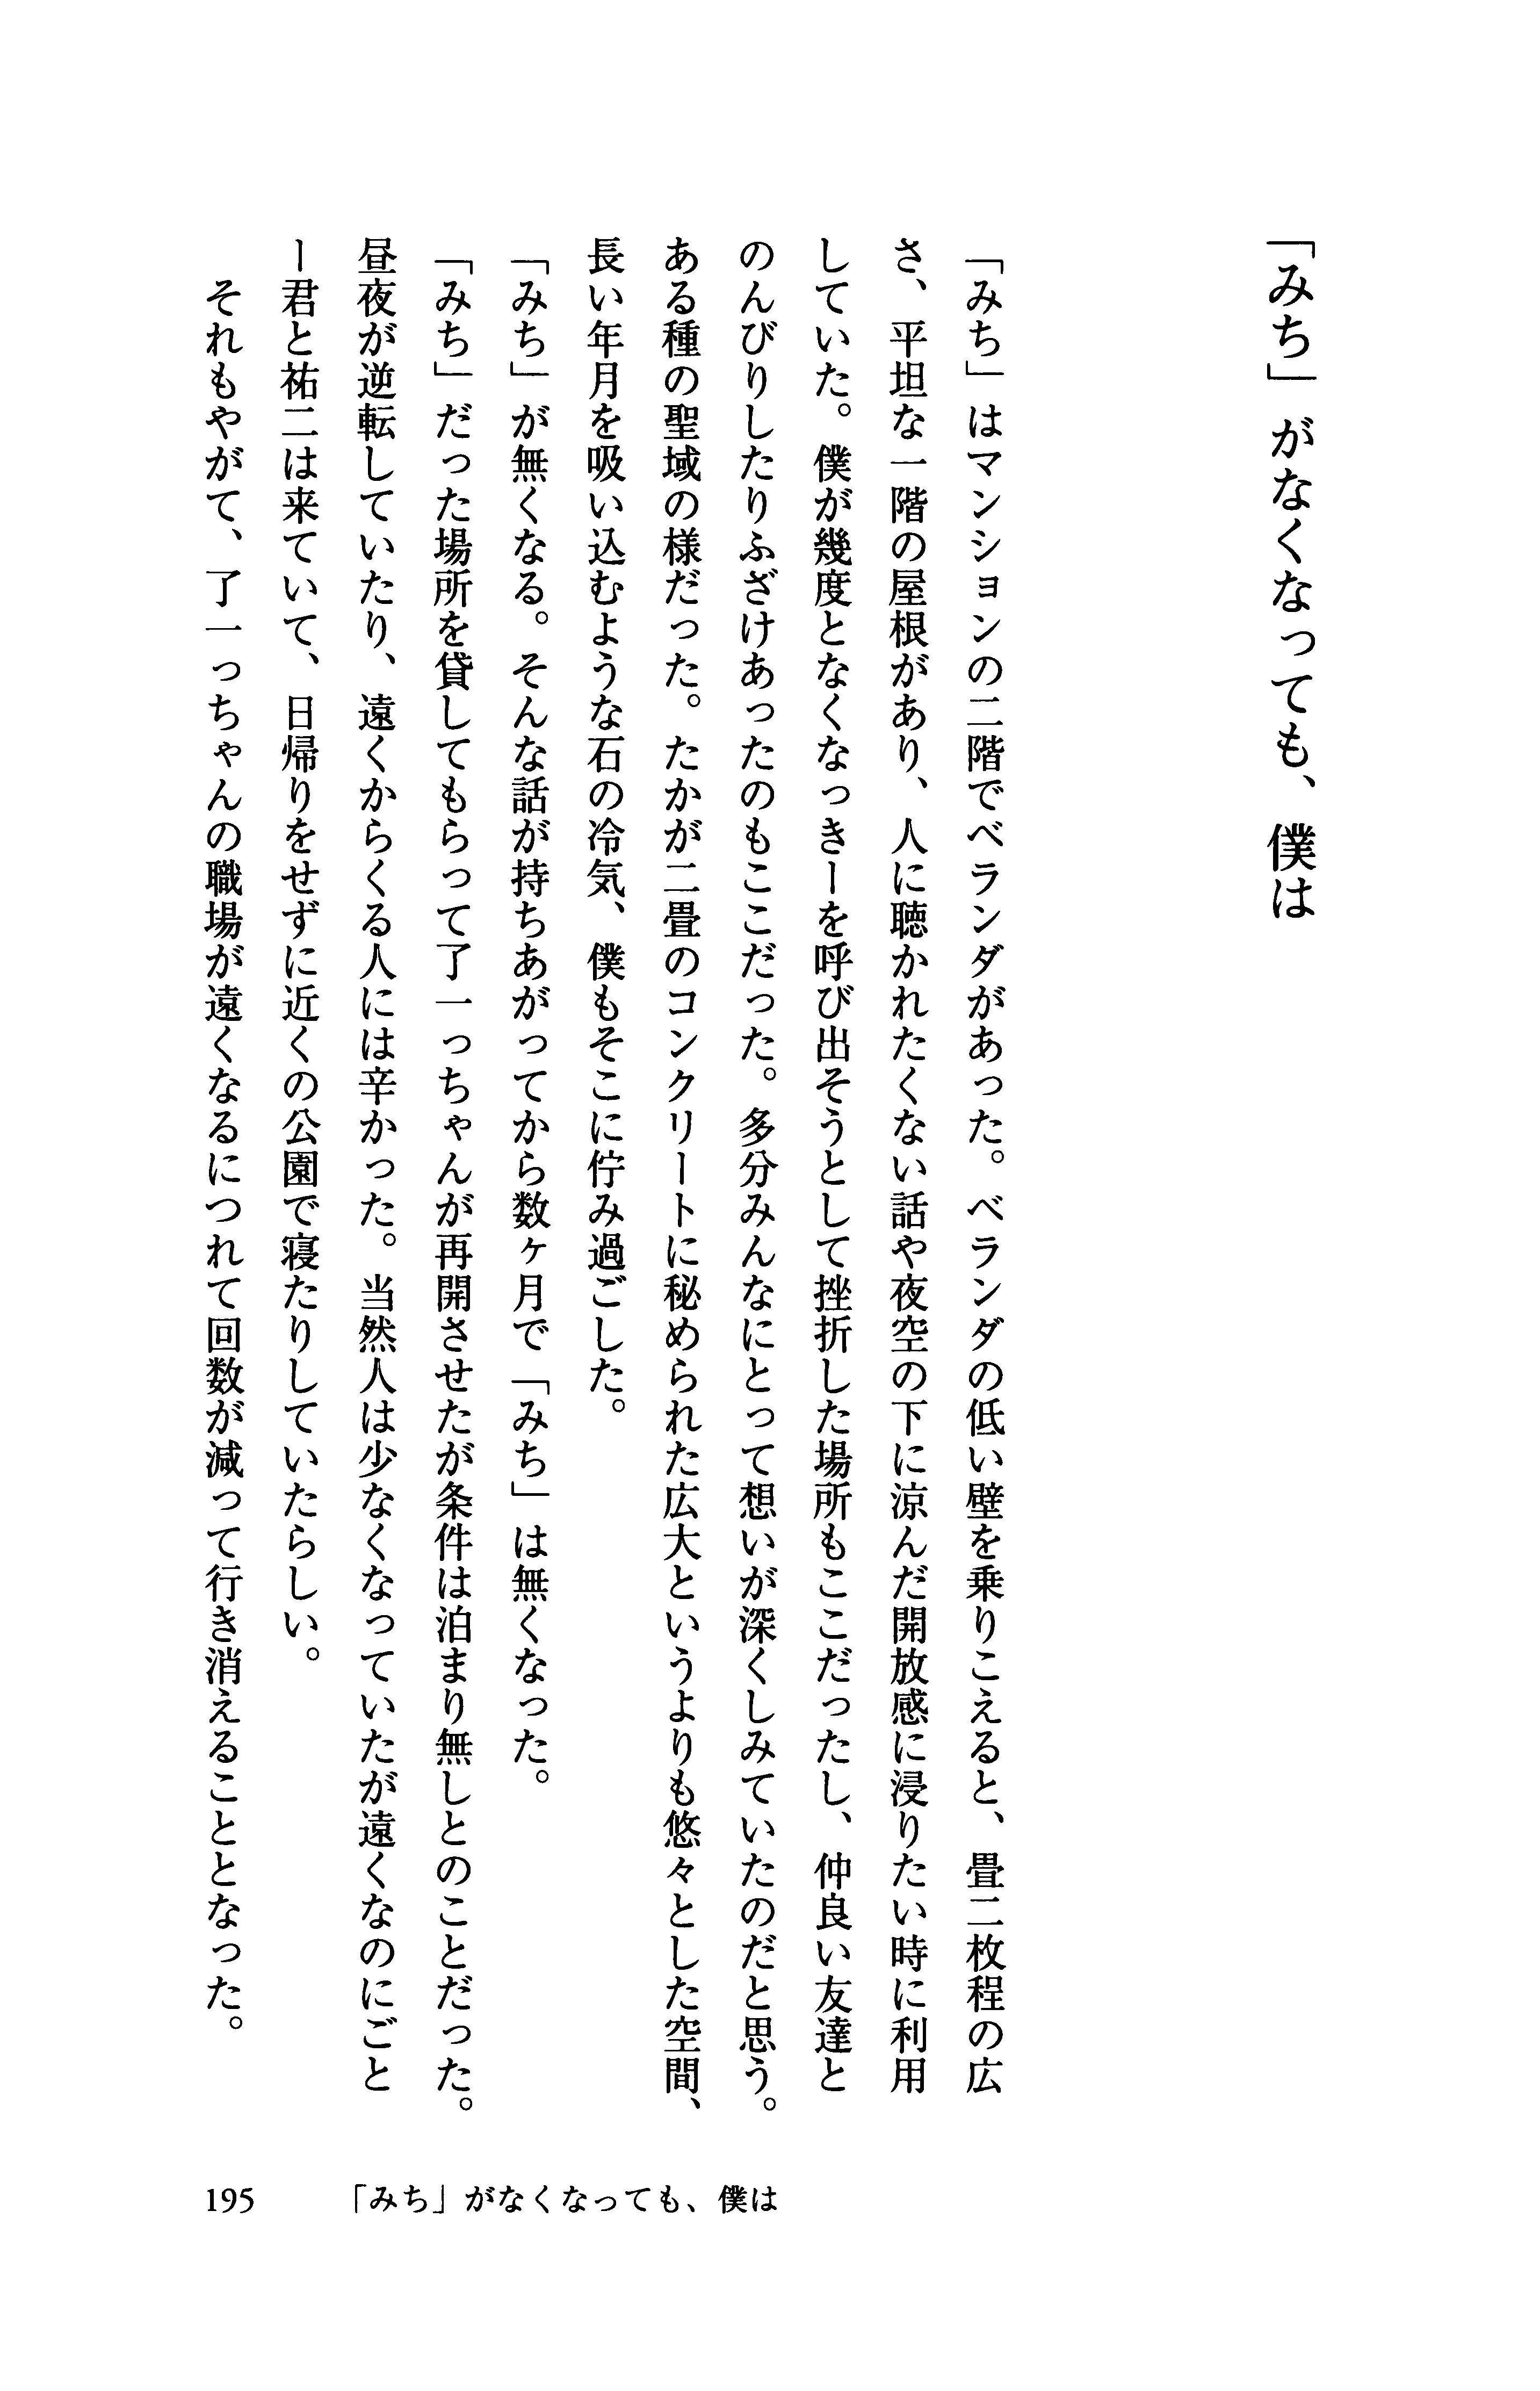 「みち」がなくなっても、僕は
「みち」はマンションの二階でベランダがあった。ベランダの低い壁を乗りこえると、畳二枚程の広
さ、平坦な一階の屋根があり、人に聴かれたくない話や夜空の下に涼んだ開放感に浸りたい時に利用
していた。僕が幾度となくなっきーを呼び出そうとして挫折した場所もここだったし、仲良い友達と
のんびりしたりふざけあったのもここだった。多分みんなにとって想いが深くしみていたのだと思う。
ある種の聖域の様だった。たかが二畳のコンクリートに秘められた広大というよりも悠々とした空間、
長い年月を吸い込むような石の冷気、僕もそこに佇み過ごした。
「みち」が無くなる。そんな話が持ちあがってから数ヶ月で「みち」は無くなった。
「みち」だった場所を貸してもらって了一っちゃんが再開させたが条件は泊まり無しとのことだった。
昼夜が逆転していたり、遠くからくる人には辛かった。当然人は少なくなっていたが遠くなのにごと
ー君と祐二は来ていて、日帰りをせずに近くの公園で寝たりしていたらしい。
それもやがて、了一っちゃんの職場が遠くなるにつれて回数が減って行き消えることとなった。
195 「みち」がなくなっても、僕は